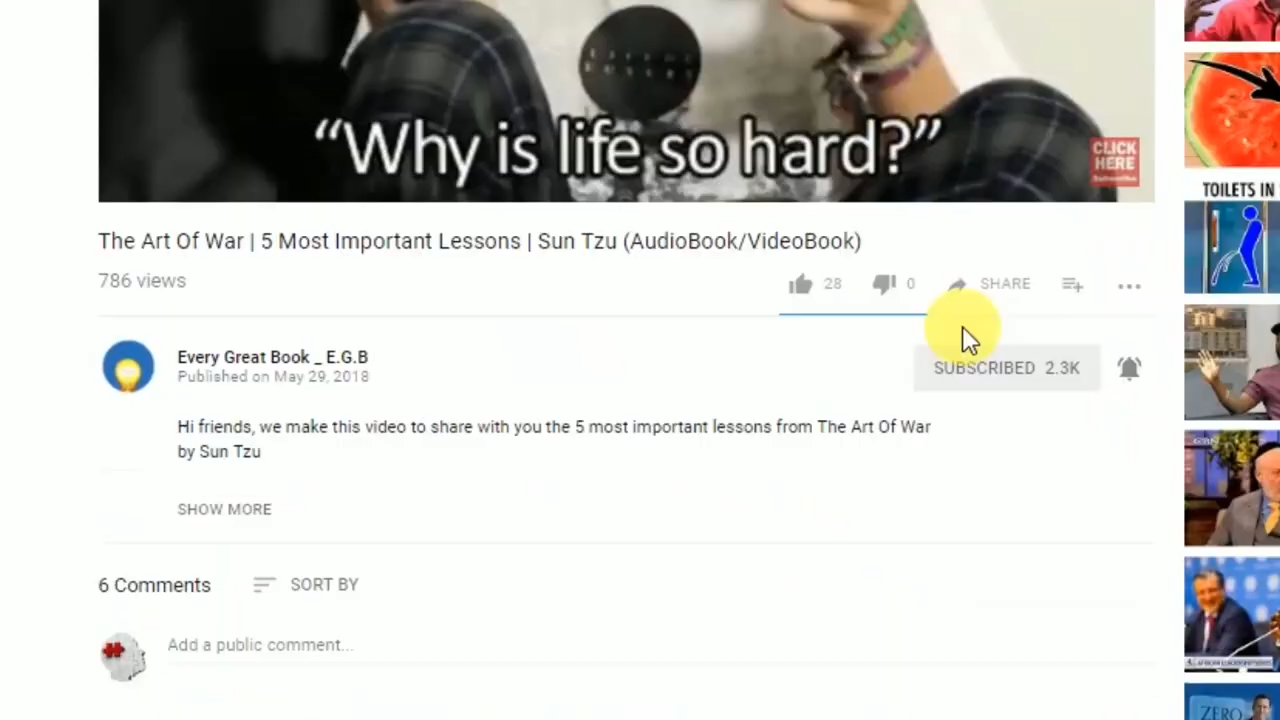 “Why is life so hard?”
CLICK
HERE
TOILETS IN
The Art Of War | 5 Most Important Lessons | Sun Tzu (AudioBook/VideoBook)
786 views
28
0
SHARE
Every Great Book _ E.G.B
Published on May 29, 2018
SUBSCRIBED 2.3K
Hi friends, we make this video to share with you the 5 most important lessons from The Art Of War
by Sun Tzu
SHOW MORE
6 Comments
SORT BY
Add a public comment...
ZERO